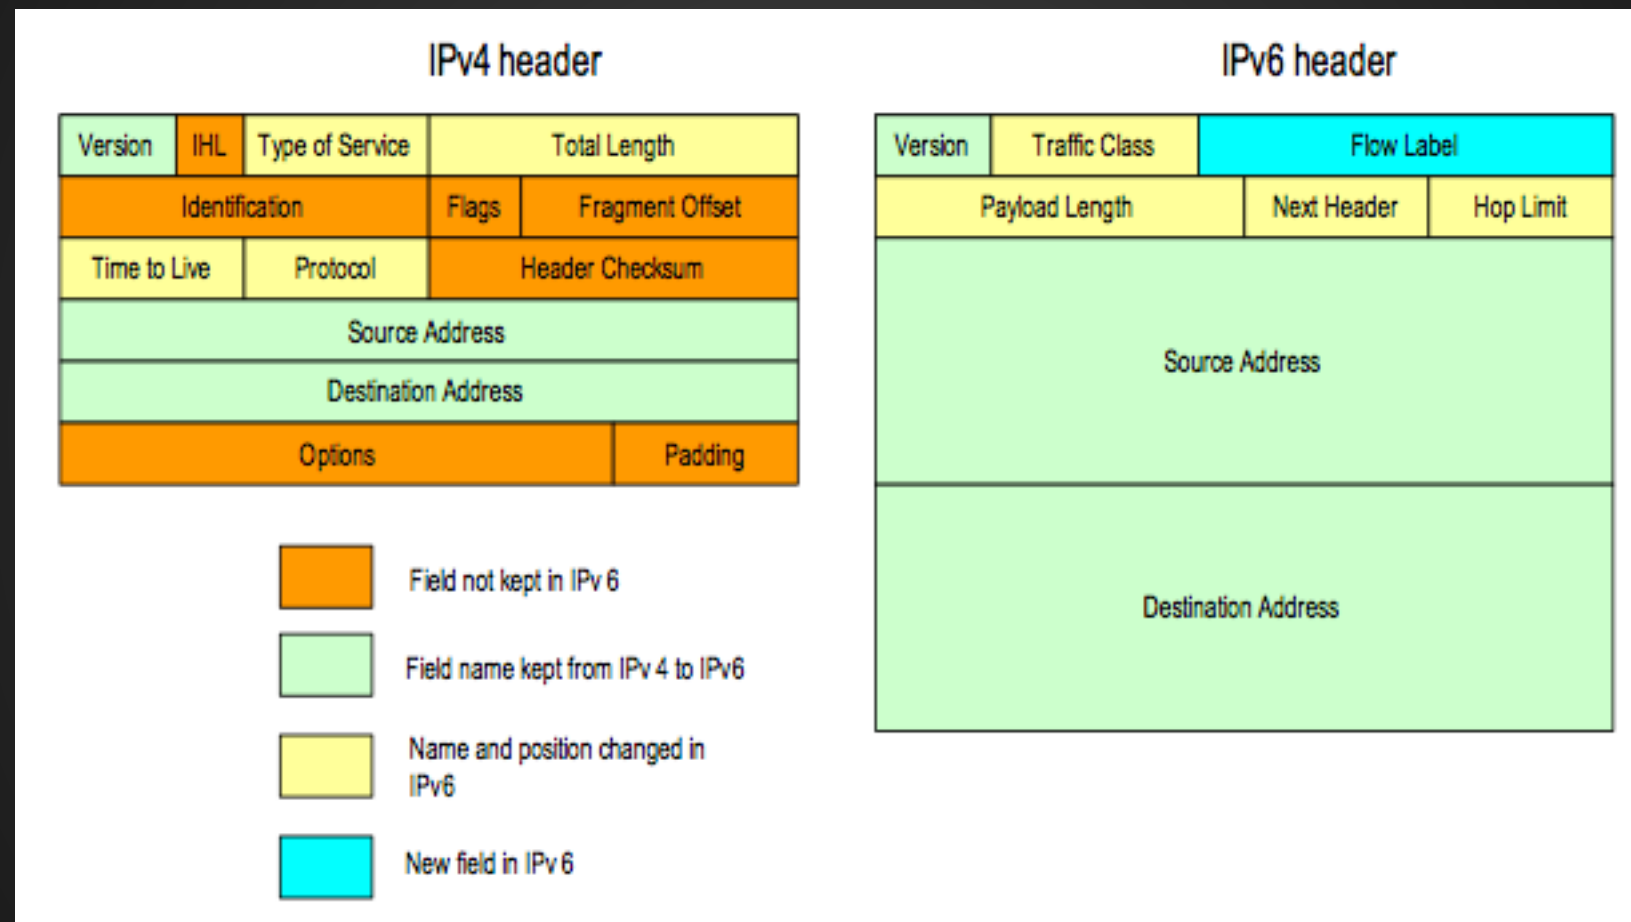 IPv4 header
Version IHL Type of Service Total Length
Identification Flags Fragment Offset
Time to Live Protocol Header Checksum
Source Address
Destination Address
Options Padding
Field not kept in IPv 6
Field name kept from IPv 4 to IPv6
Name and position changed in
IPv6
New field in IPv 6
IPv6 header
Version Traffic Class Flow Label
Payload Length Next Header Hop Limit
Source Address
Destination Address